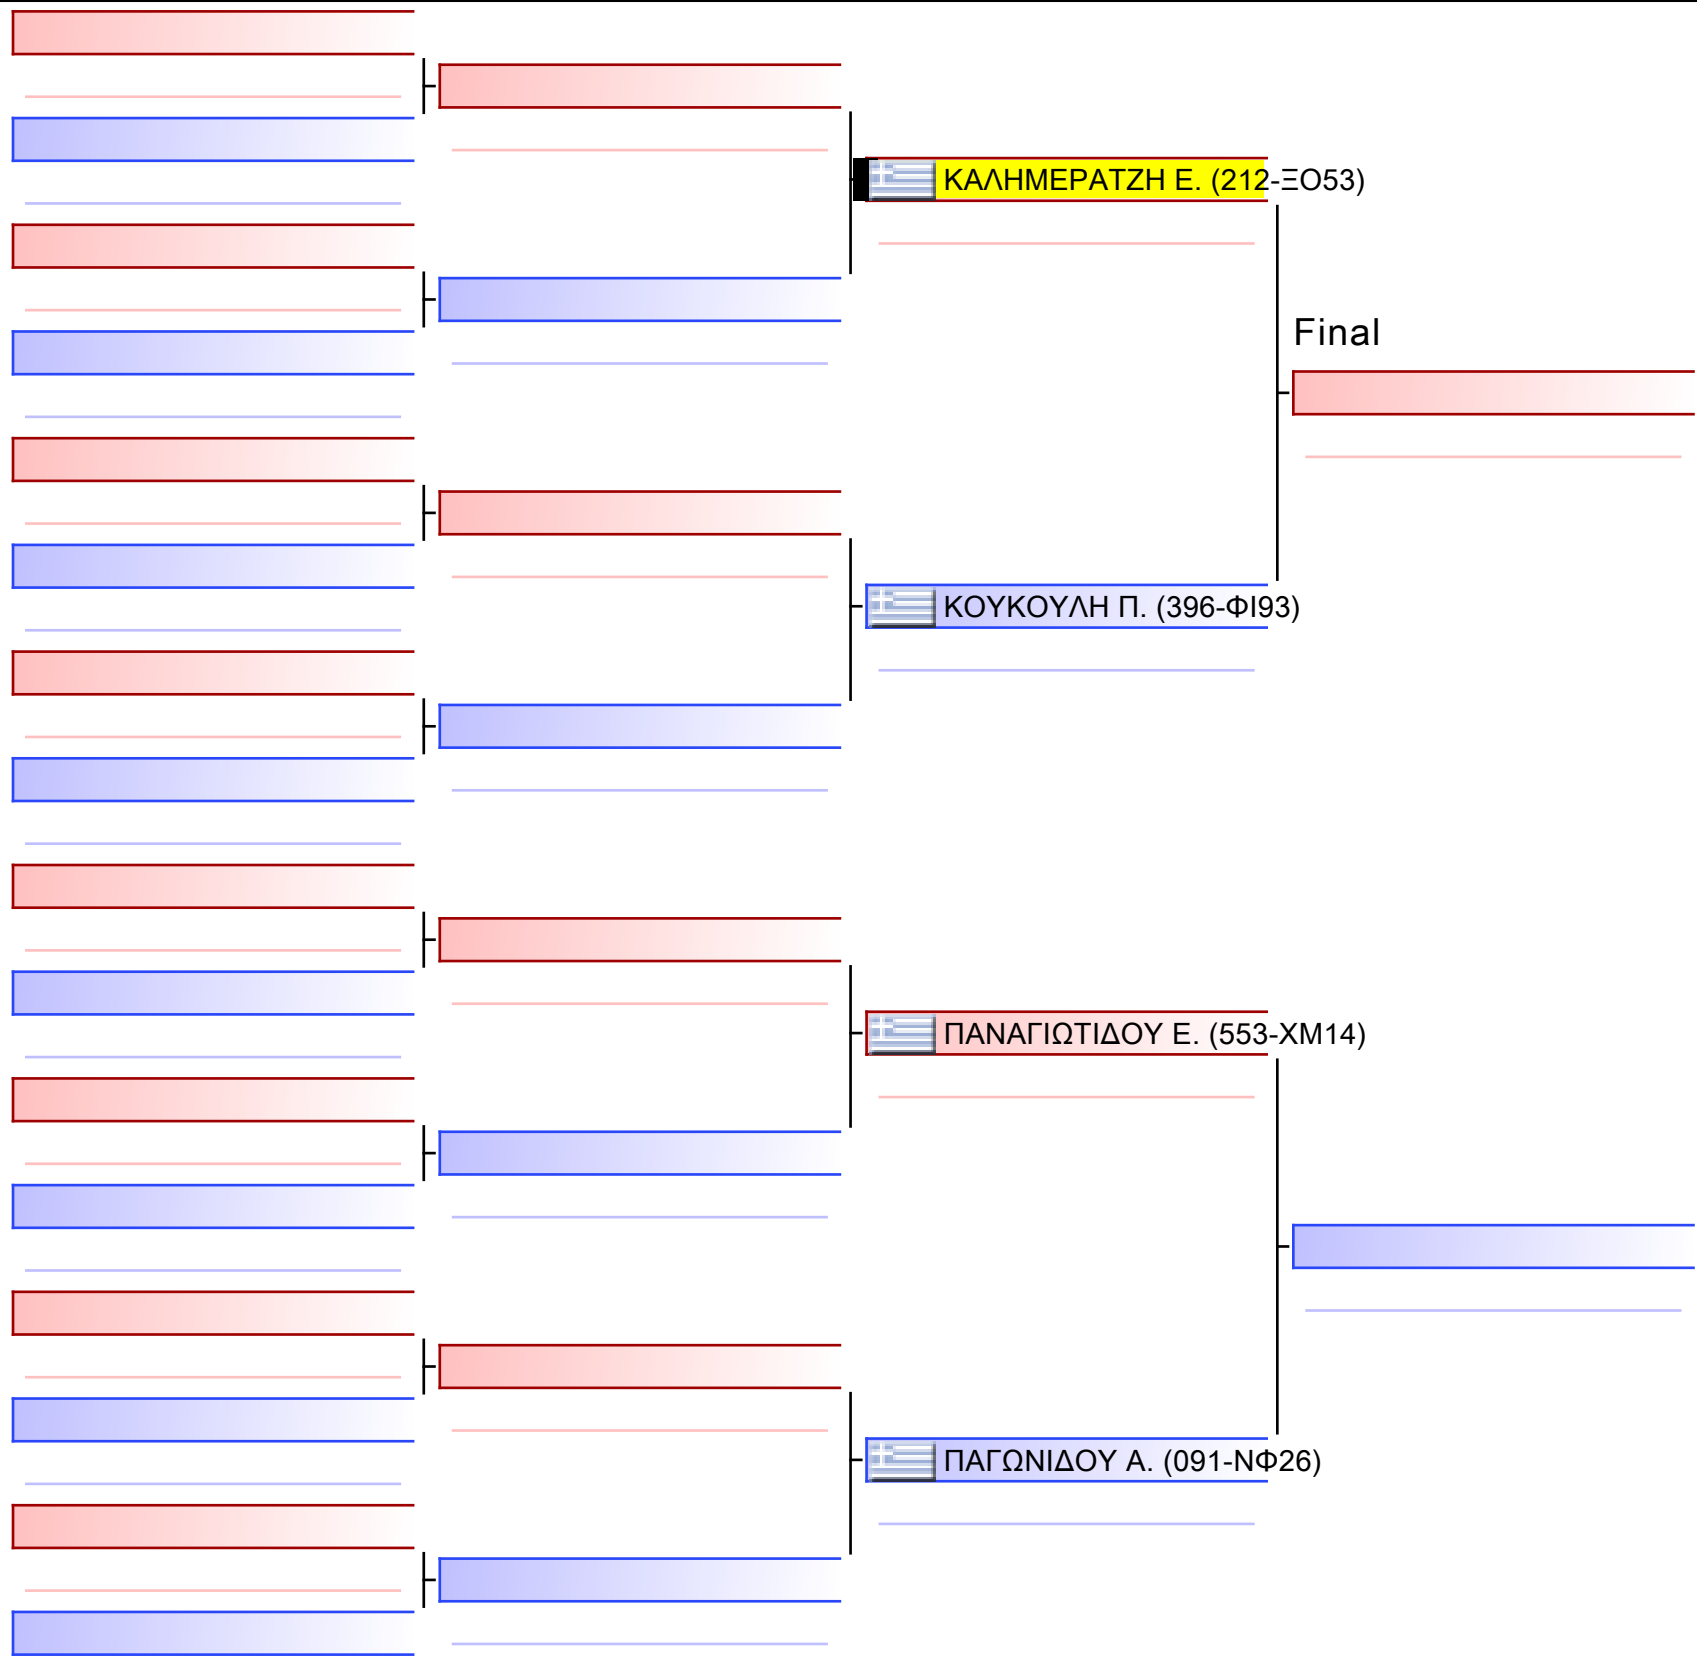 ΚΑΛΗΜΕΡΑΤΖΗ Ε. (212-ΞΟ53)
Final
ΚΟΥΚΟΥΛΗ Π. (396-ΦΙ93)
ΠΑΝΑΓΙΩΤΙΔΟΥ Ε. (553-ΧΜ14)
ΠΑΓΩΝΙΔΟΥ Α. (091-ΝΦ26)